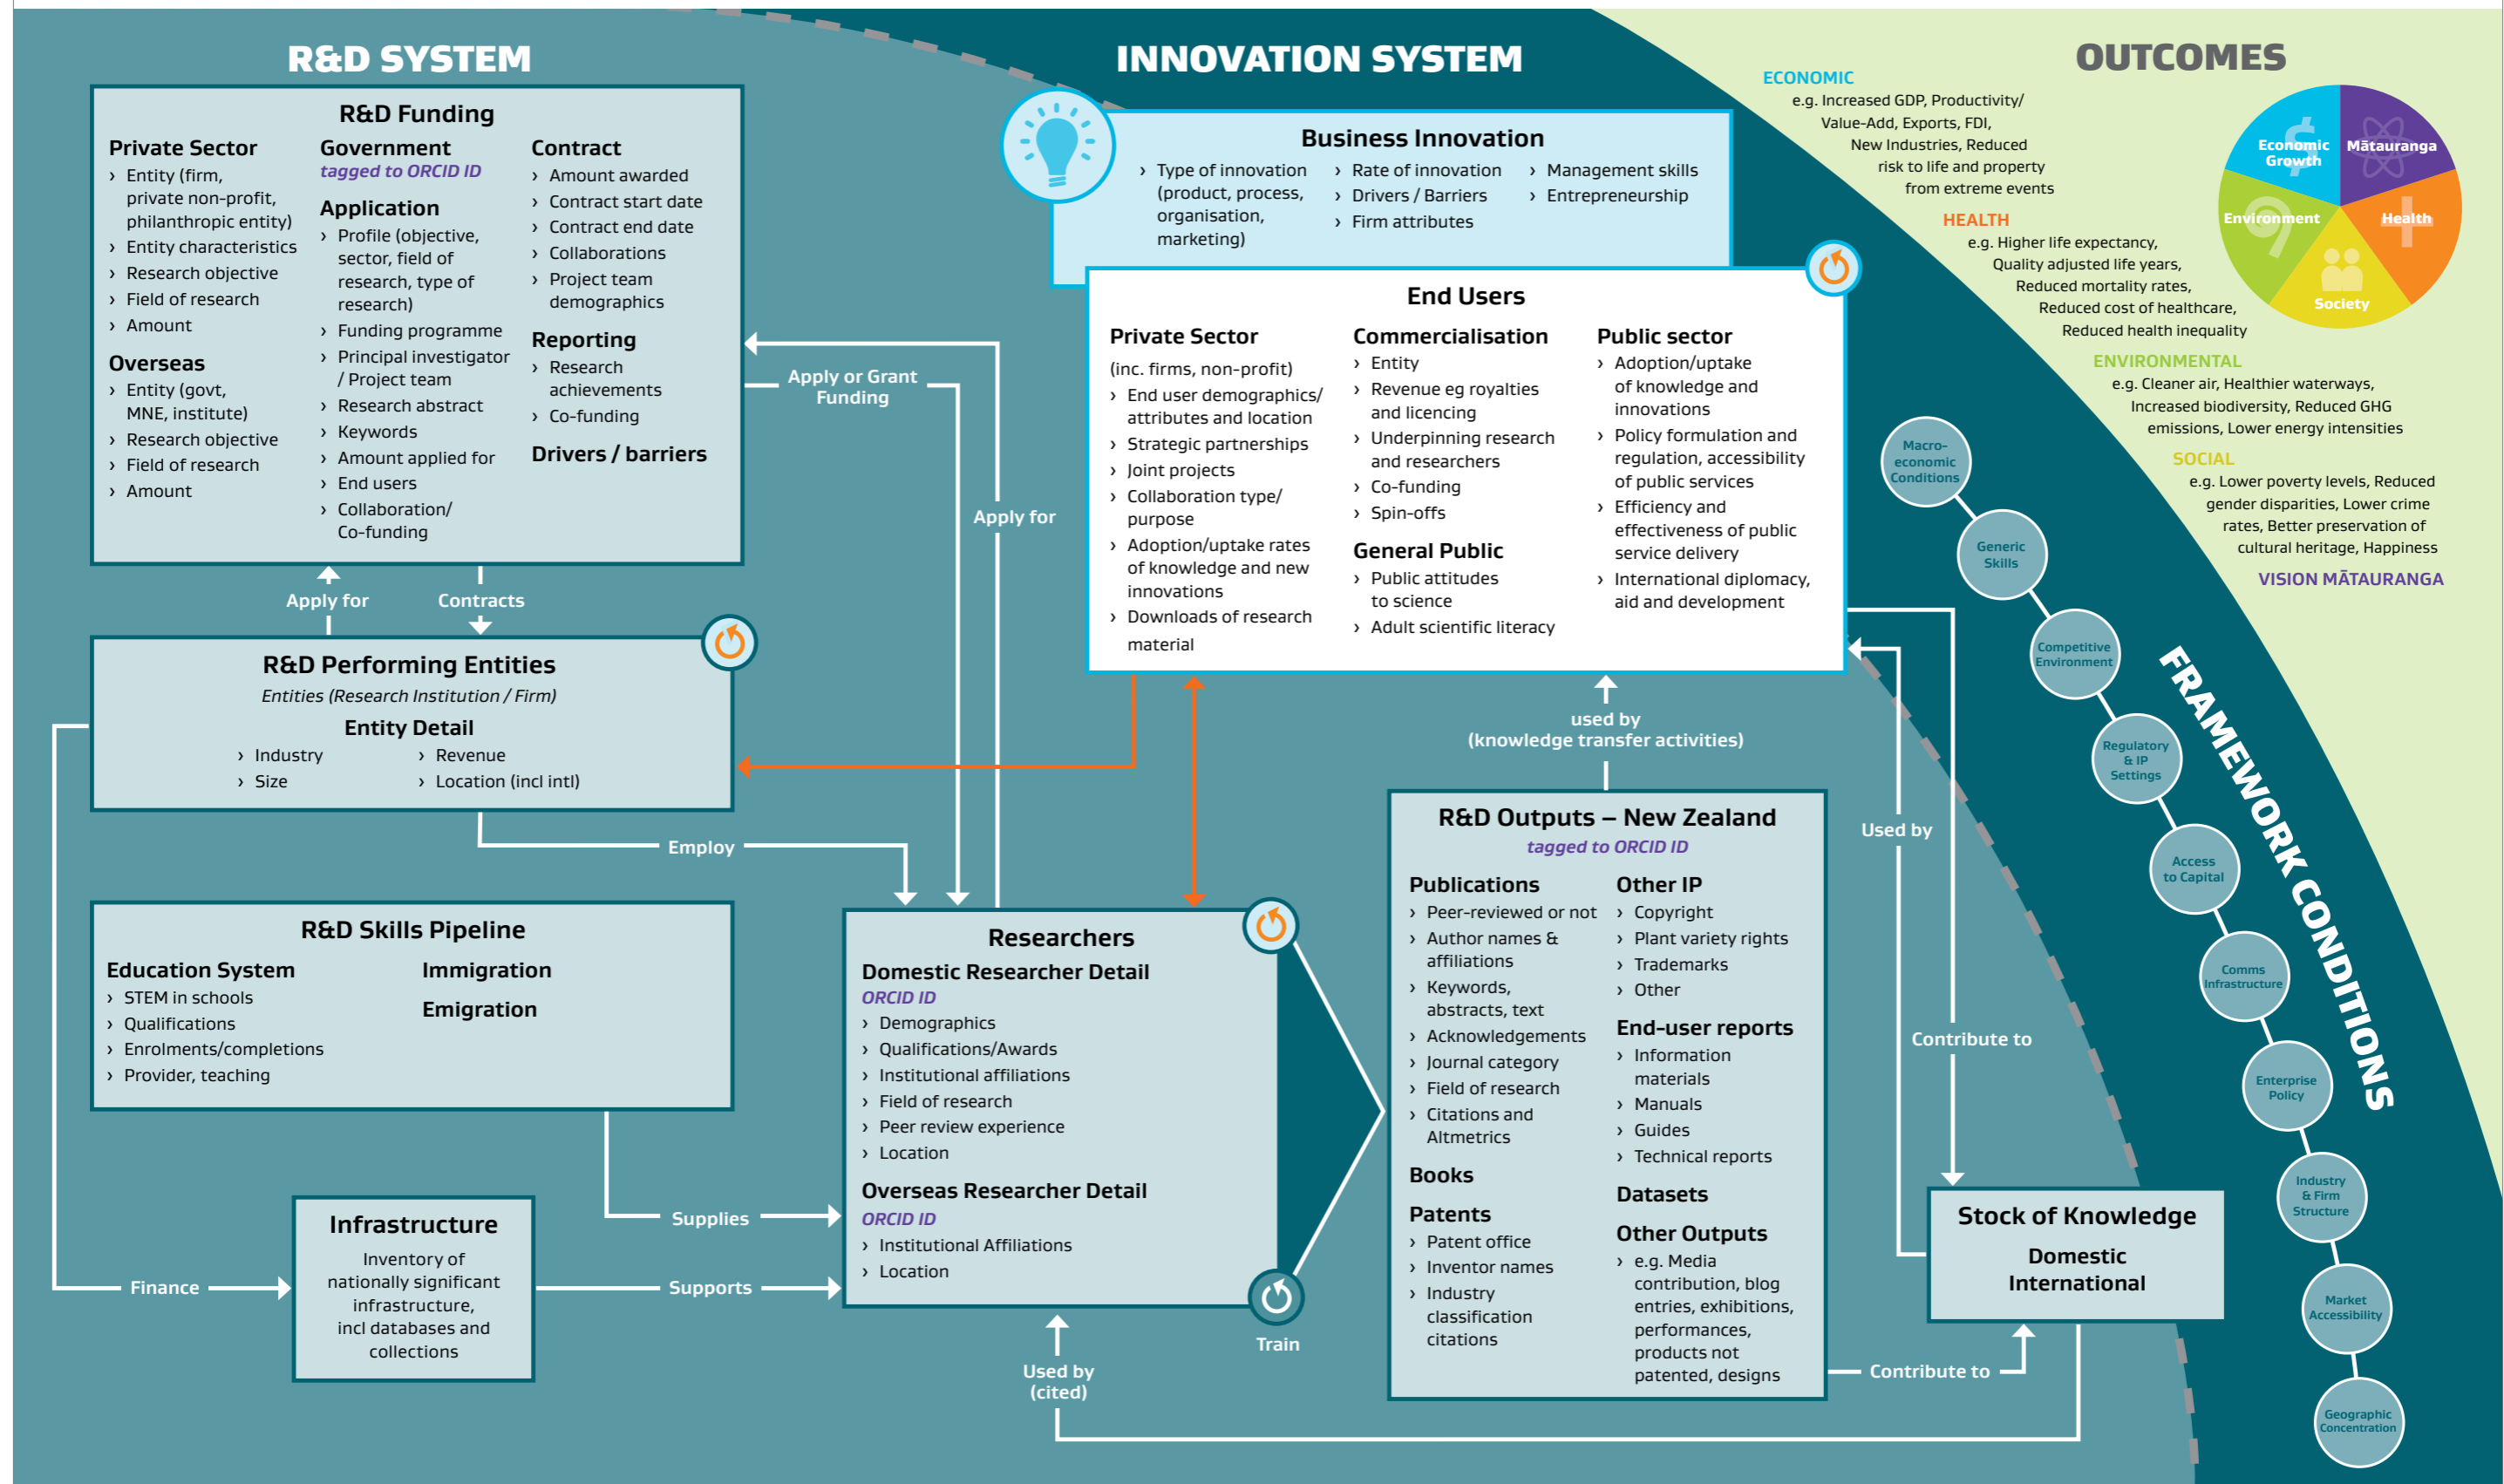 R&D SYSTEM
R&D Funding
Private Sector
› Entity (firm,
private non-profit,
philanthropic entity)
› Entity characteristics
› Research objective
› Field of research
› Amount
Overseas
› Entity (govt,
MNE, institute)
› Research objective
› Field of research
› Amount
Government
tagged to ORCID ID
Application
› Profile (objective,
sector, field of
research, type of
research)
› Funding programme
› Principal investigator
/ Project team
› Research abstract
› Keywords
› Amount applied for
› End users
› Collaboration/
Co-funding
Contract
› Amount awarded
› Contract start date
› Contract end date
› Collaborations
› Project team
demographics
Reporting
› Research
achievements
› Co-funding
Drivers / barriers
Apply for
Contracts
Apply or Grant
Funding
Apply for
R&D Performing Entities
Entities (Research Institution / Firm)
Entity Detail
› Industry
› Size
› Revenue
› Location (incl intl)
Employ
R&D Skills Pipeline
Education System
› STEM in schools
› Qualifications
› Enrolments/completions
› Provider, teaching
Immigration
Emigration
Supplies
Finance
Infrastructure
Inventory of
nationally significant
infrastructure,
incl databases and
collections
Supports
Researchers
Domestic Researcher Detail
ORCID ID
› Demographics
› Qualifications/Awards
› Institutional affiliations
› Field of research
› Peer review experience
› Location
Overseas Researcher Detail
ORCID ID
› Institutional Affiliations
› Location
Train
Used by
(cited)
INNOVATION SYSTEM
Business Innovation
› Type of innovation
(product, process,
organisation,
marketing)
› Rate of innovation
› Drivers / Barriers
› Firm attributes
› Management skills
› Entrepreneurship
End Users
Private Sector
(inc. firms, non-profit)
› End user demographics/
attributes and location
› Strategic partnerships
› Joint projects
› Collaboration type/
purpose
› Adoption/uptake rates
of knowledge and new
innovations
› Downloads of research
material
Commercialisation
› Entity
› Revenue eg royalties
and licencing
› Underpinning research
and researchers
› Co-funding
› Spin-offs
General Public
› Public attitudes
to science
› Adult scientific literacy
Public sector
› Adoption/uptake
of knowledge and
innovations
› Policy formulation and
regulation, accessibility
of public services
› Efficiency and
effectiveness of public
service delivery
› International diplomacy,
aid and development
used by
(knowledge transfer activities)
R&D Outputs – New Zealand
tagged to ORCID ID
Publications
› Peer-reviewed or not
› Author names &
affiliations
› Keywords,
abstracts, text
› Acknowledgements
› Journal category
› Field of research
› Citations and
Altmetrics
Books
Patents
› Patent office
› Inventor names
› Industry
classification
citations
Other IP
› Copyright
› Plant variety rights
› Trademarks
› Other
End-user reports
› Information
materials
› Manuals
› Guides
› Technical reports
Datasets
Other Outputs
› e.g. Media
contribution, blog
entries, exhibitions,
performances,
products not
patented, designs
Used by
Contribute to
Contribute to
Stock of Knowledge
Domestic
International
OUTCOMES
ECONOMIC
e.g. Increased GDP, Productivity/
Value-Add, Exports, FDI,
New Industries, Reduced
risk to life and property
from extreme events
HEALTH
e.g. Higher life expectancy,
Quality adjusted life years,
Reduced mortality rates,
Reduced cost of healthcare,
Reduced health inequality
ENVIRONMENTAL
e.g. Cleaner air, Healthier waterways,
Increased biodiversity, Reduced GHG
emissions, Lower energy intensities
SOCIAL
e.g. Lower poverty levels, Reduced
gender disparities, Lower crime
rates, Better preservation of
cultural heritage, Happiness
VISION MĀTAURANGA
$
Economic
Growth
Mātauranga
Environment
Health
Society
FRAMEWORK CONDITIONS
Macro-
economic
Conditions
Generic
Skills
Competitive
Environment
Regulatory
& IP
Settings
Access
to Capital
Comms
Infrastructure
Enterprise
Policy
Industry
& Firm
Structure
Market
Accessibility
Geographic
Concentration